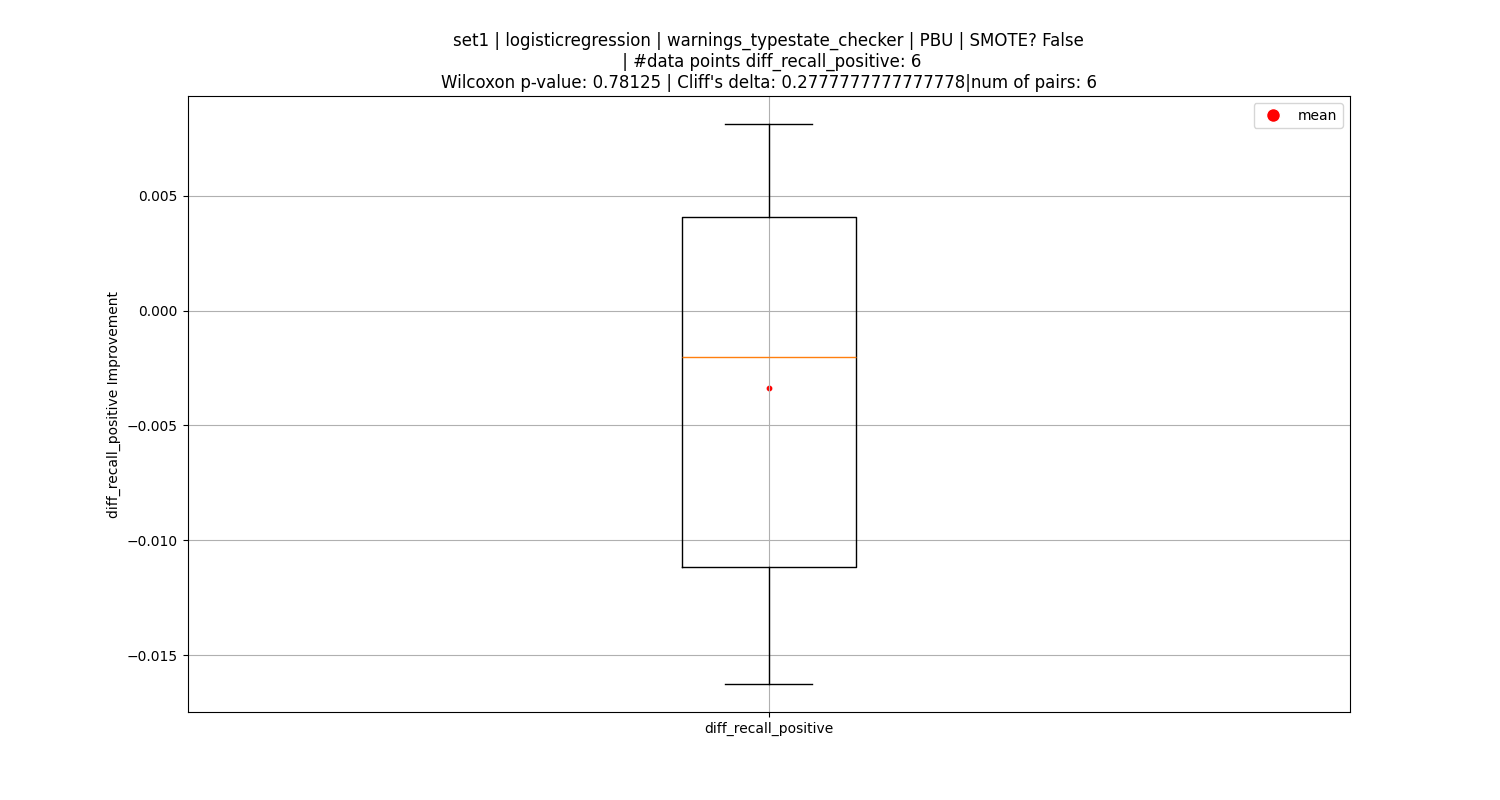 set1 | logisticregression | warnings_typestate_checker | PBU | SMOTE? False
| #data points diff_recall_positive: 6
Wilcoxon p-value: 0.78125 | Cliff's delta: 0.2777777777777778|num of pairs: 6
mean
0.005
0.000
−0.005
−0.010
−0.015
diff_recall_positive Improvement
diff_recall_positive